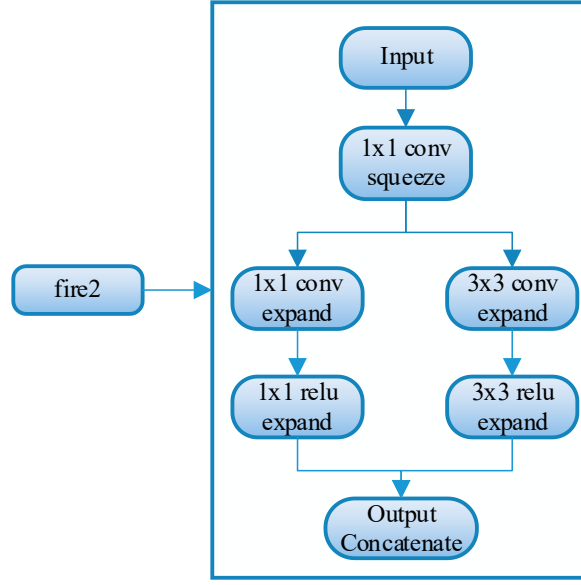 Input
1x1 conv
squeeze
fire2
1x1 conv
expand
3x3 conv
expand
1x1 relu
expand
3x3 relu
expand
Output
Concatenate